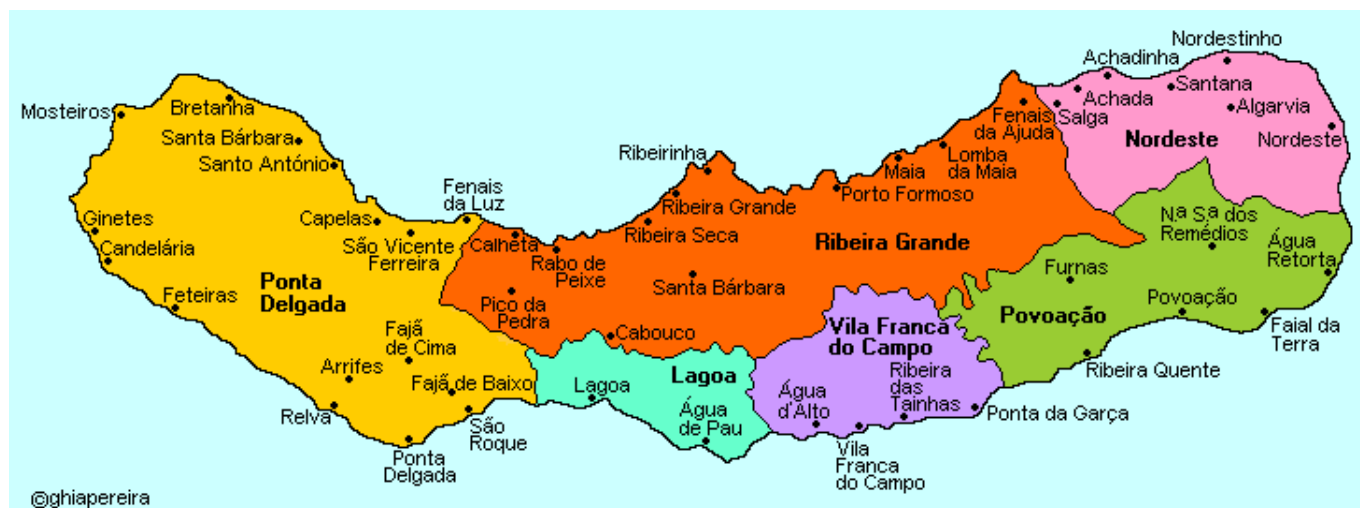 Nordestinho
Achadinha
Santana
Bretanha
Achada
Mosteiros
Algarvia
Fenais
da Ajuda
Salga
Santa Bárbara
Nordeste
Nordeste
Santo António
Ribeirinha
Lomba
da Maia
Maia
Porto Formoso
Fenais
da Luz
Ribeira Grande
Ginetes
Capelas
Nª Sª dos
Remédios
Ribeira Seca
Calheta
São Vicente
Ferreira
Ribeira Grande
Água
Retorta
Candelária
Rabo de
Peixe
Furnas
Ponta
Delgada
Santa Bárbara
Feteiras
Pico da
Pedra
Povoação
Povoação
Vila Franca
do Campo
Faial da
Terra
Fajã
de Cima
Cabouco
Arrifes
Ribeira Quente
Ribeira
das
Tainhas
Fajã de Baixo
Lagoa
Lagoa
Água
d'Alto
Relva
São
Roque
Água
de Pau
Ponta da Garça
Ponta
Delgada
Vila
Franca
do Campo
©ghiapereira